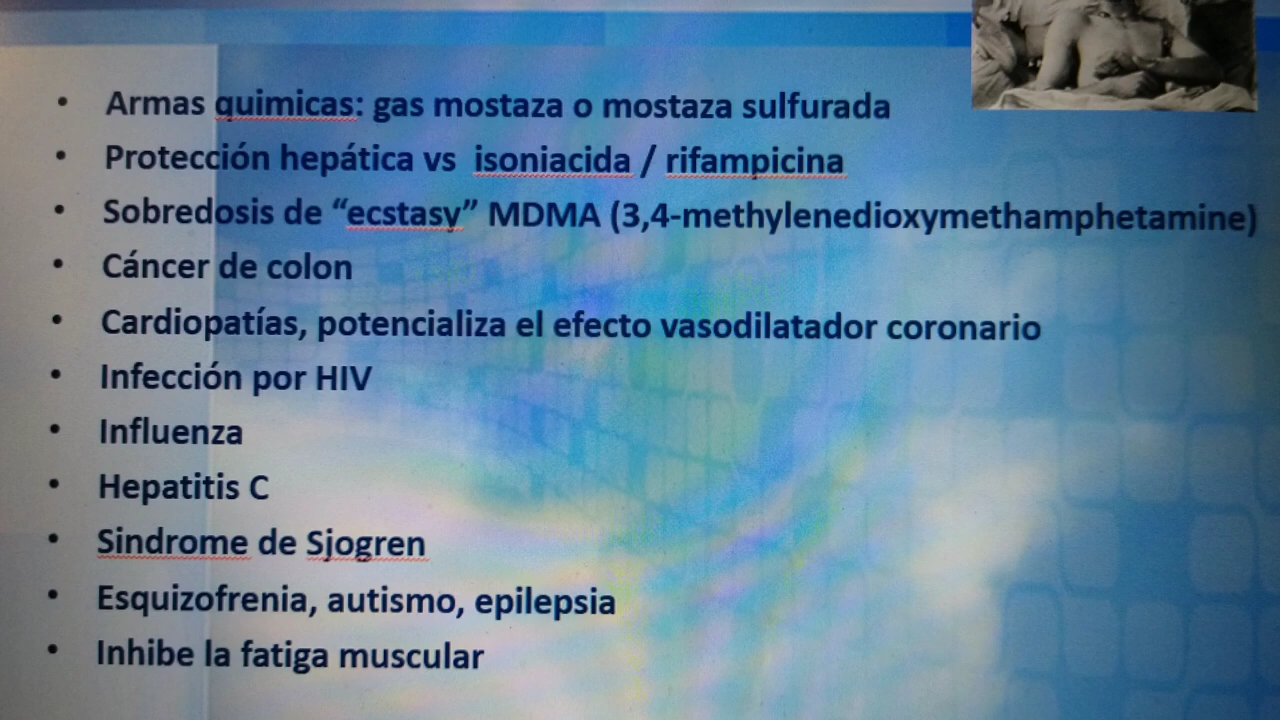 • Armas quimicas: gas mostaza o mostaza sulfurada
• Protección hepática vs isoniacida / rifampicina
• Sobredosis de “ecstasy” MDMA (3,4-methylenedioxymethamphetamine)
• Cáncer de colon
• Cardiopatías, potencializa el efecto vasodilatador coronario
• Infección por HIV
• Influenza
• Hepatitis C
• Sindrome de Sjogren
• Esquizofrenia, autismo, epilepsia
• Inhibe la fatiga muscular